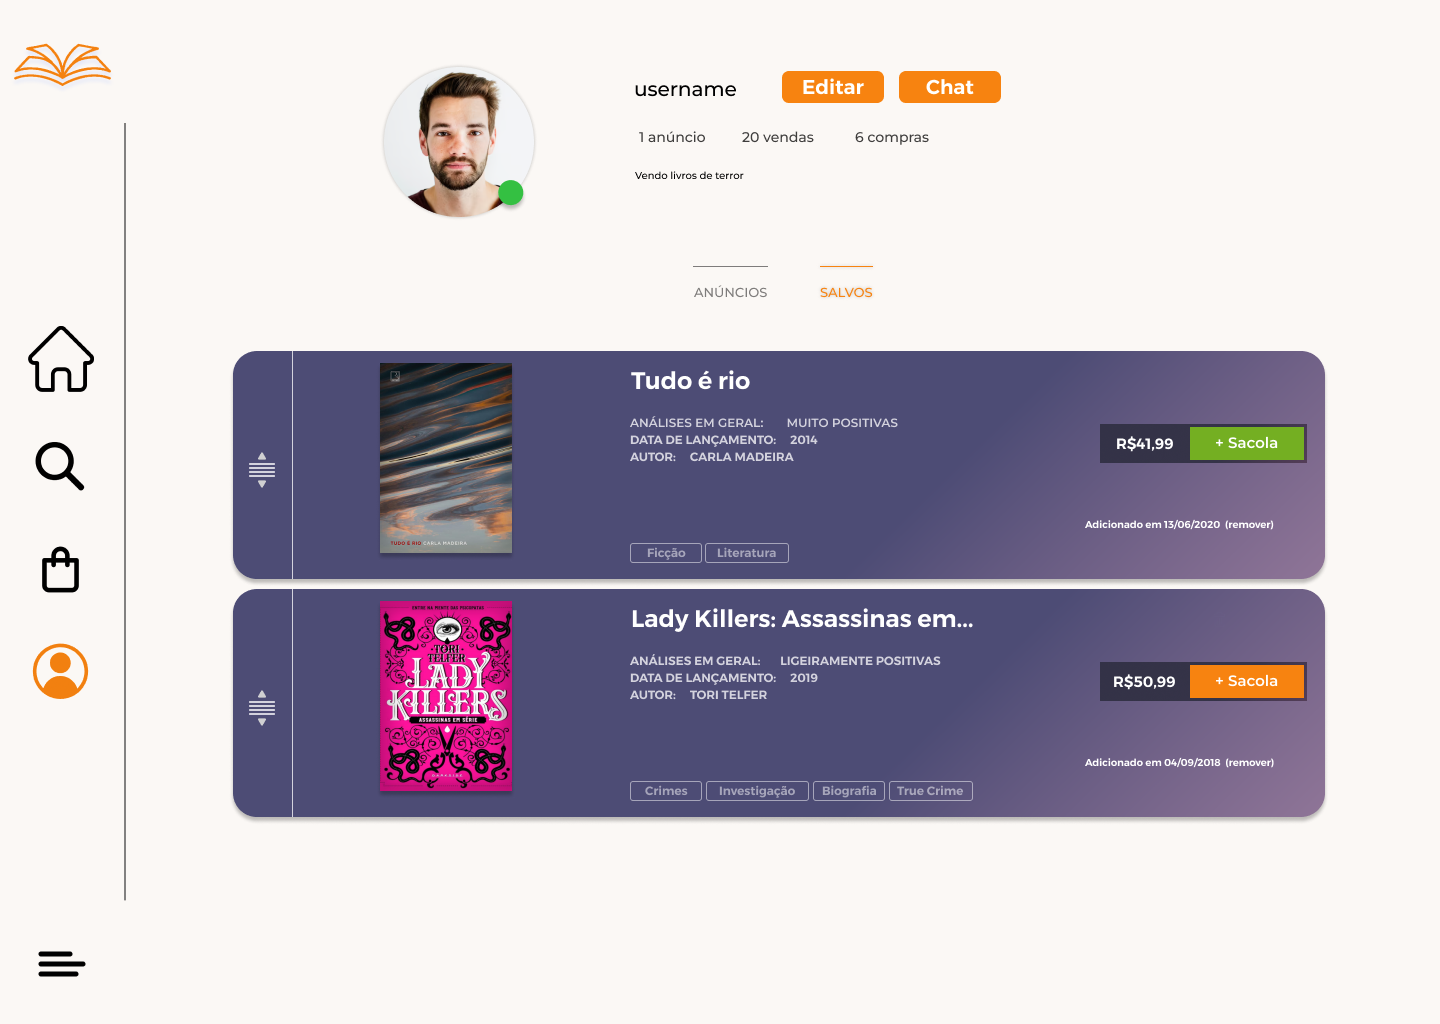 username
Editar
Chat
1 anúncio
20 vendas
6 compras
Vendo livros de terror
ANÚNCIOS
SALVOS
Tudo é rio
ANÁLISES EM GERAL: MUITO POSITIVAS
DATA DE LANÇAMENTO: 2014
AUTOR: CARLA MADEIRA
R$41,99
+ Sacola
Adicionado em 13/06/2020 (remover)
TUDO É RIO CARLA MADEIRA
Ficção
Literatura
Lady Killers: Assassinas em...
ENTRE NA MENTE DAS PSICOPATAS
TORI
TELFER
LADY
KILLERS
ASSASSINAS EM SÉRIE
DARKSIDE
ANÁLISES EM GERAL: LIGEIRAMENTE POSITIVAS
DATA DE LANÇAMENTO: 2019
AUTOR: TORI TELFER
R$50,99
+ Sacola
Adicionado em 04/09/2018 (remover)
Crimes
Investigação
Biografia
True Crime